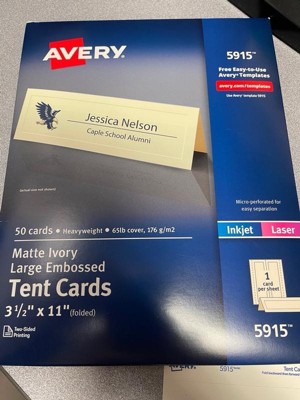 AVERY
5915™
Free Easy-to-Use
Avery® Templates
avery.com/templates
Use Avery template 5915
Jessica Nelson
Caple School Alumni
Micro-perforated for
easy separation
50 cards • Heavyweight • 65lb cover, 176 g/m2
Inkjet Laser
Matte Ivory
Large Embossed
Tent Cards
3 1/2" x 11" (folded)
1
card
per sheet
Two-Sided
Printing
5915™
AVERY
Tent Ca